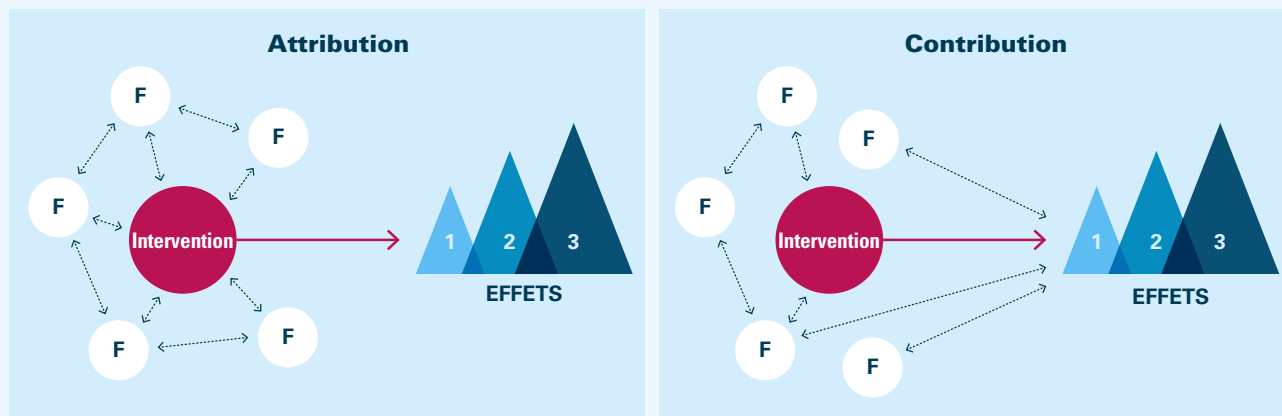 Attribution
F
F
F
Intervention
F
F
1 2 3
EFFETS
Contribution
F
F
F
Intervention
F
F
1 2 3
EFFETS